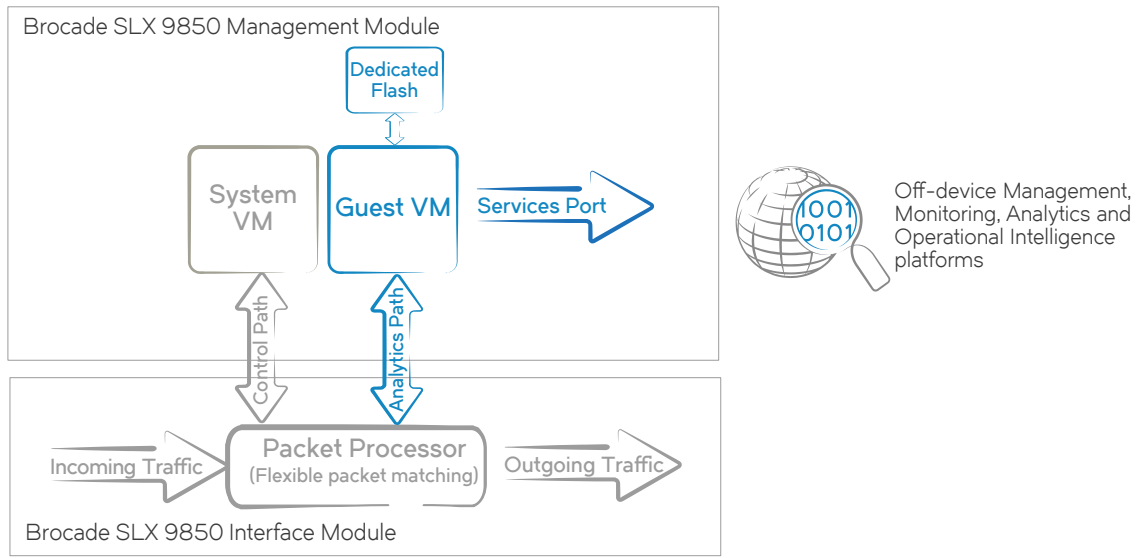 Brocade SLX 9850 Management Module
Dedicated
Flash
System
VM
Guest VM
Services Port
1001
0101
Off-device Management,
Monitoring, Analytics and
Operational Intelligence
platforms
Control Path
Analytics Path
Incoming Traffic
Packet Processor
(Flexible packet matching)
Outgoing Traffic
Brocade SLX 9850 Interface Module